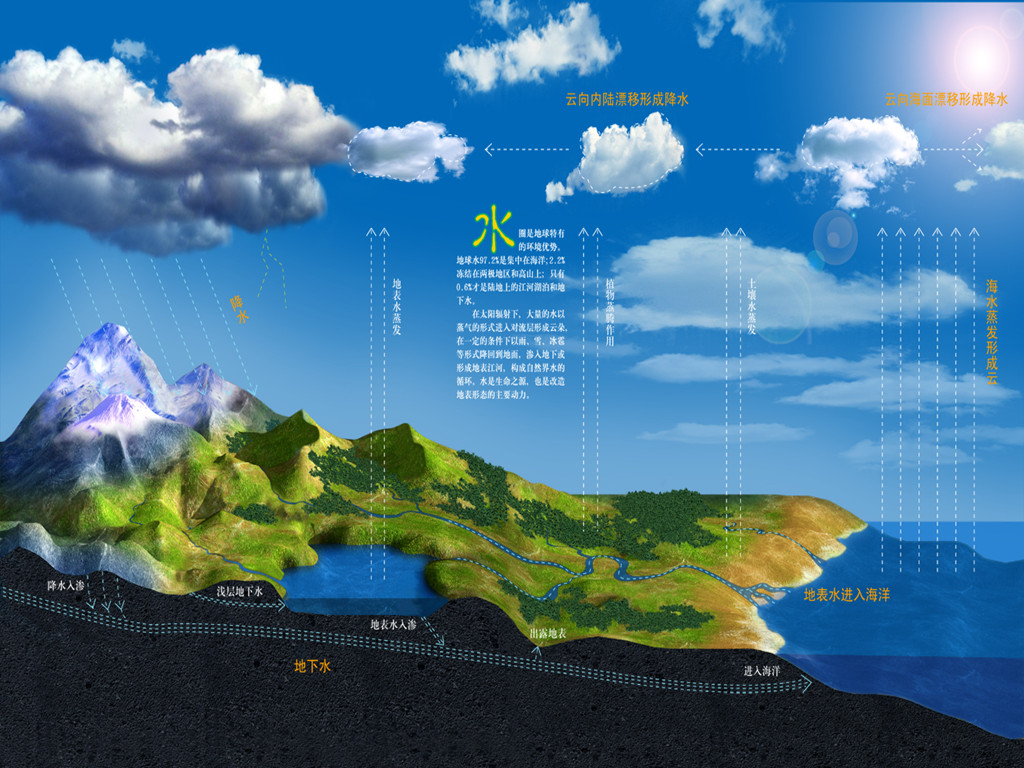 云向内陆漂移形成降水
云向海面漂移形成降水
水
圈是地球特有
的环境优势。
地球水97.2%是集中在海洋;2.2%
冻结在两极地区和高山上；只有
0.6%才是陆地上的江河湖泊和地
下水。
在太阳辐射下，大量的水以
蒸气的形式进入对流层形成云朵，
在一定的条件下以雨、雪、冰雹
等形式降回到地面，渗入地下或
形成地表江河，构成自然界水的
循环。水是生命之源，也是改造
地表形态的主要动力。
降水
地表水蒸发
植物蒸腾作用
土壤水蒸发
海水蒸发形成云
降水入渗
浅层地下水
地表水进入海洋
地表水入渗
出露地表
地下水
进入海洋